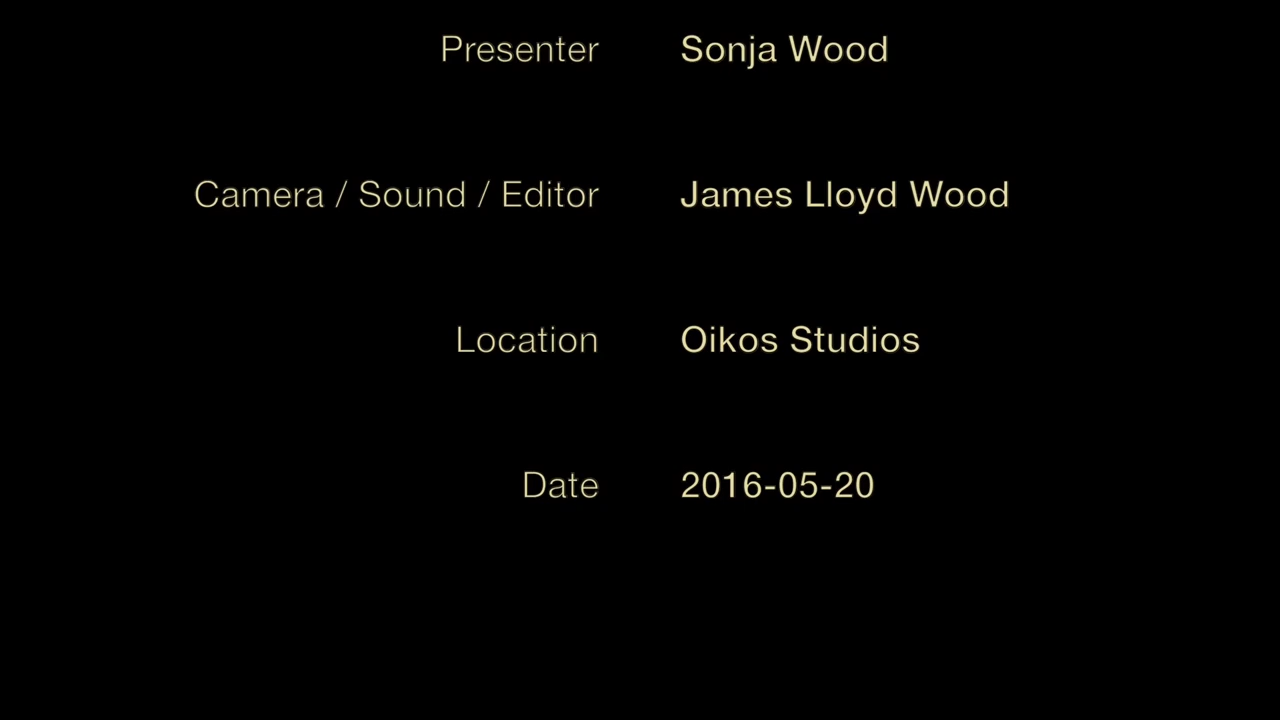 Presenter Sonja Wood
Camera / Sound / Editor James Lloyd Wood
Location Oikos Studios
Date 2016-05-20